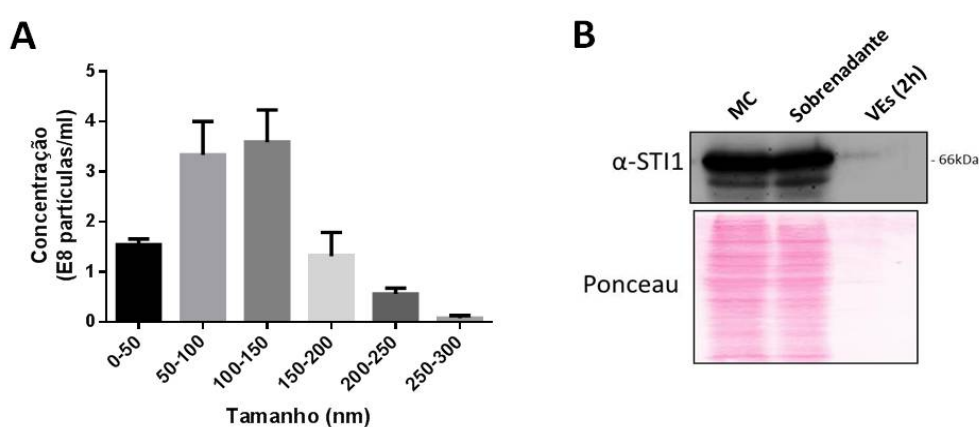 A
Concentração
(E8 partículas/ml)
5
4
3
2
1
0
0-50
50-100
100-150
150-200
200-250
250-300
Tamanho (nm)
B
MC
Sobrenadante
VEs (2h)
α-STI1
- 66kDa
Ponceau